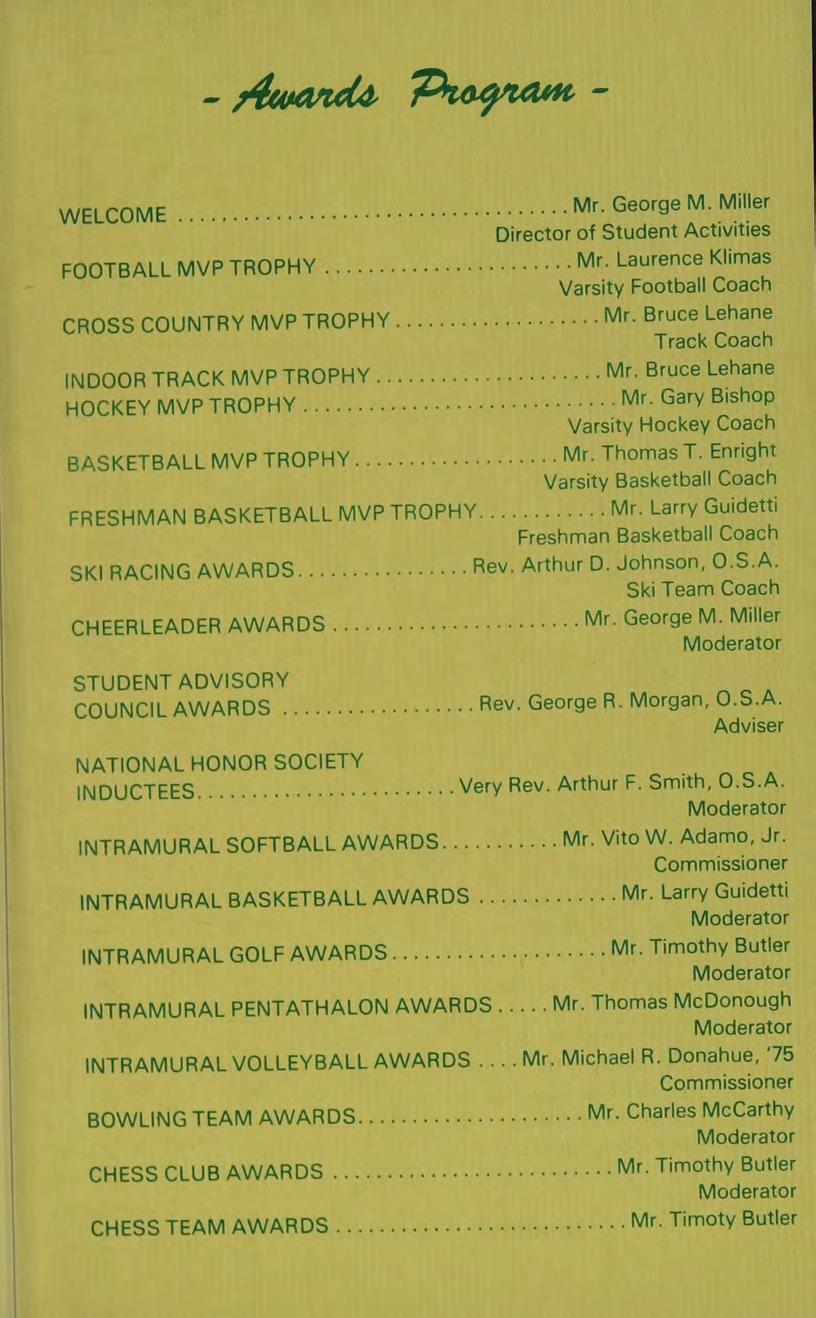 - Awards Program -
WELCOME ................................... Mr. George M. Miller
Director of Student Activities
FOOTBALL MVP TROPHY ...................... Mr. Laurence Klimas
Varsity Football Coach
CROSS COUNTRY MVP TROPHY ................... Mr. Bruce Lehane
Track Coach
INDOOR TRACK MVP TROPHY ..................... Mr. Bruce Lehane
HOCKEY MVP TROPHY ............................. Mr. Gary Bishop
Varsity Hockey Coach
BASKETBALL MVP TROPHY ................... Mr. Thomas T. Enright
Varsity Basketball Coach
FRESHMAN BASKETBALL MVP TROPHY ............ Mr. Larry Guidetti
Freshman Basketball Coach
SKI RACING AWARDS ................ Rev. Arthur D. Johnson, O.S.A.
Ski Team Coach
CHEERLEADER AWARDS ....................... Mr. George M. Miller
Moderator
STUDENT ADVISORY
COUNCIL AWARDS .................. Rev. George R. Morgan, O.S.A.
Adviser
NATIONAL HONOR SOCIETY
INDUCTEES ........................ Very Rev. Arthur F. Smith, O.S.A.
Moderator
INTRAMURAL SOFTBALL AWARDS ........... Mr. Vito W. Adamo, Jr.
Commissioner
INTRAMURAL BASKETBALL AWARDS ............. Mr. Larry Guidetti
Moderator
INTRAMURAL GOLF AWARDS .................... Mr. Timothy Butler
Moderator
INTRAMURAL PENTATHALON AWARDS ..... Mr. Thomas McDonough
Moderator
INTRAMURAL VOLLEYBALL AWARDS .... Mr. Michael R. Donahue, '75
Commissioner
BOWLING TEAM AWARDS ..................... Mr. Charles McCarthy
Moderator
CHESS CLUB AWARDS .......................... Mr. Timothy Butler
Moderator
CHESS TEAM AWARDS ........................... Mr. Timoty Butler